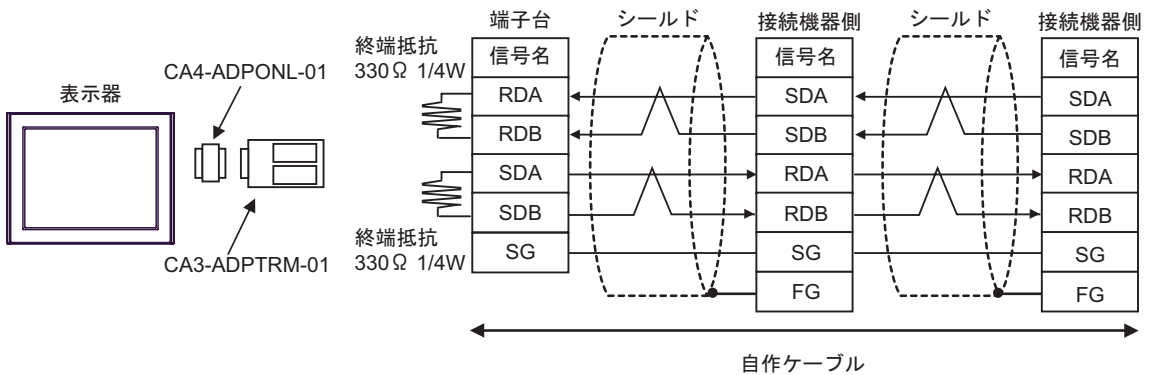 表示器
CA4-ADPONL-01
CA3-ADPTRM-01
終端抵抗
330Ω 1/4W
終端抵抗
330Ω 1/4W
端子台
信号名
RDA
RDB
SDA
SDB
SG
シールド
接続機器側
信号名
SDA
SDB
RDA
RDB
SG
FG
シールド
接続機器側
信号名
SDA
SDB
RDA
RDB
SG
FG
自作ケーブル